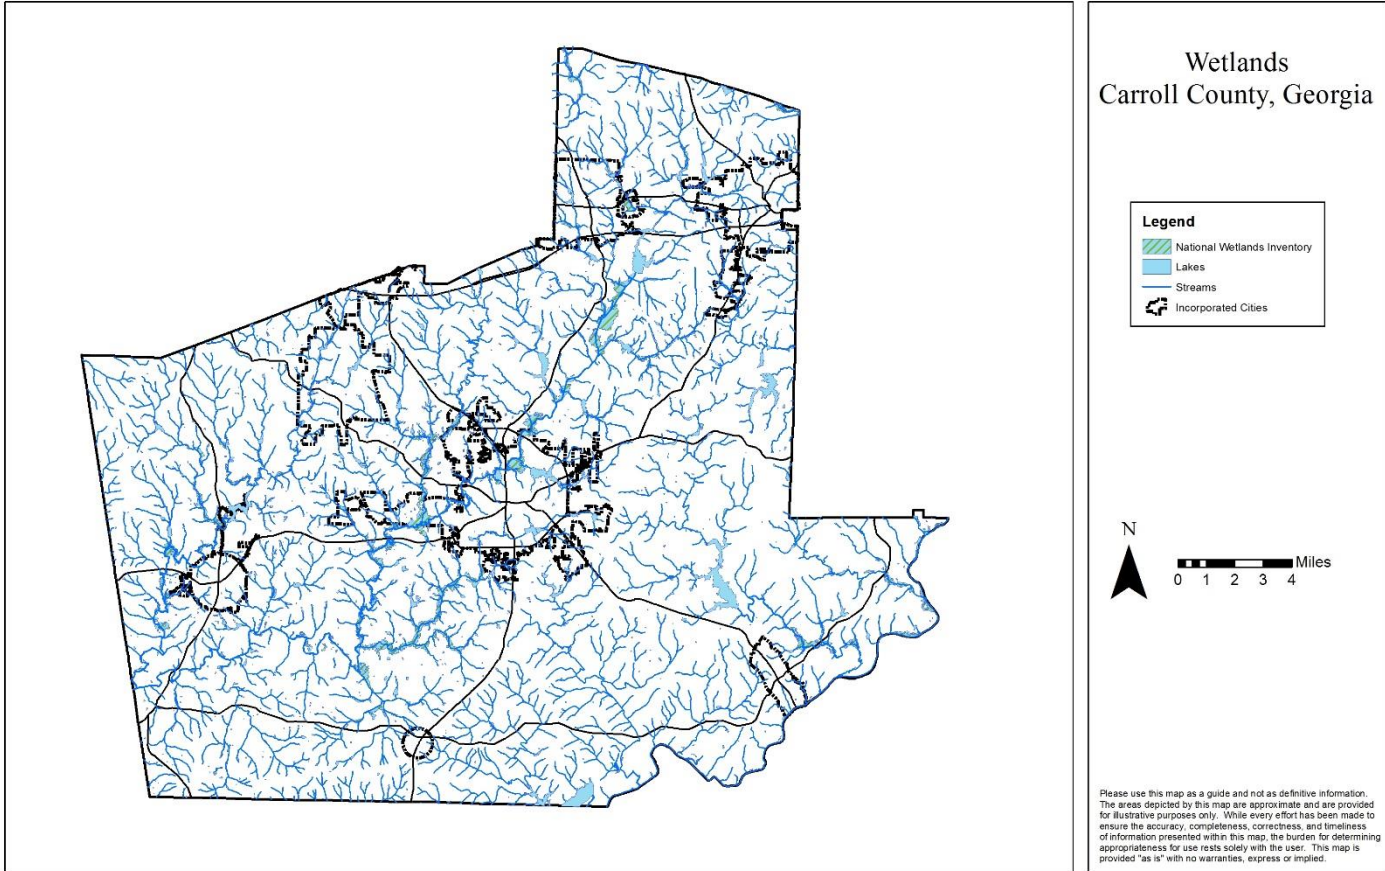 Wetlands
Carroll County, Georgia
Legend
National Wetlands Inventory
Lakes
Streams
Incorporated Cities
N
Miles
0 0 1 2 3 4
Please use this map as a guide and not as definitive information.
The areas depicted by this map are approximate and are provided
for illustrative purposes only. While every effort has been made to
ensure the accuracy, completeness, correctness, and timeliness
of information presented within this map, the burden for determining
appropriateness for use rests solely with the user. This map is
provided "as is" with no warranties, express or implied.